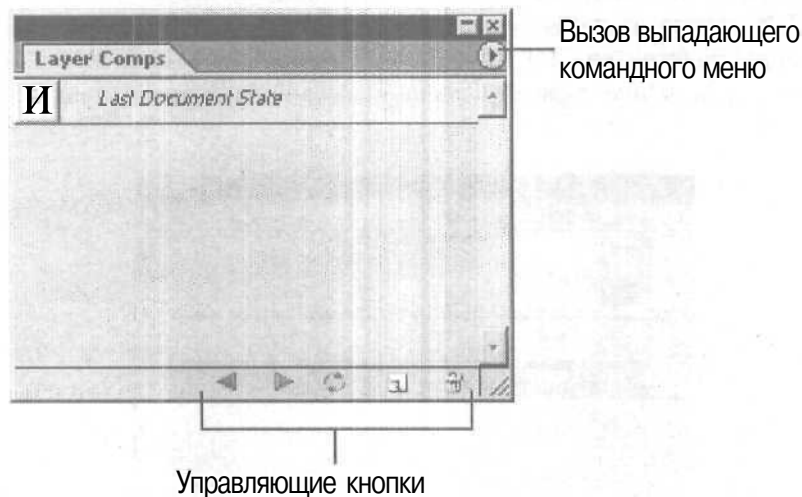 Layer Comps
И Last Document State
Вызов выпадающего
командного меню
Управляющие кнопки